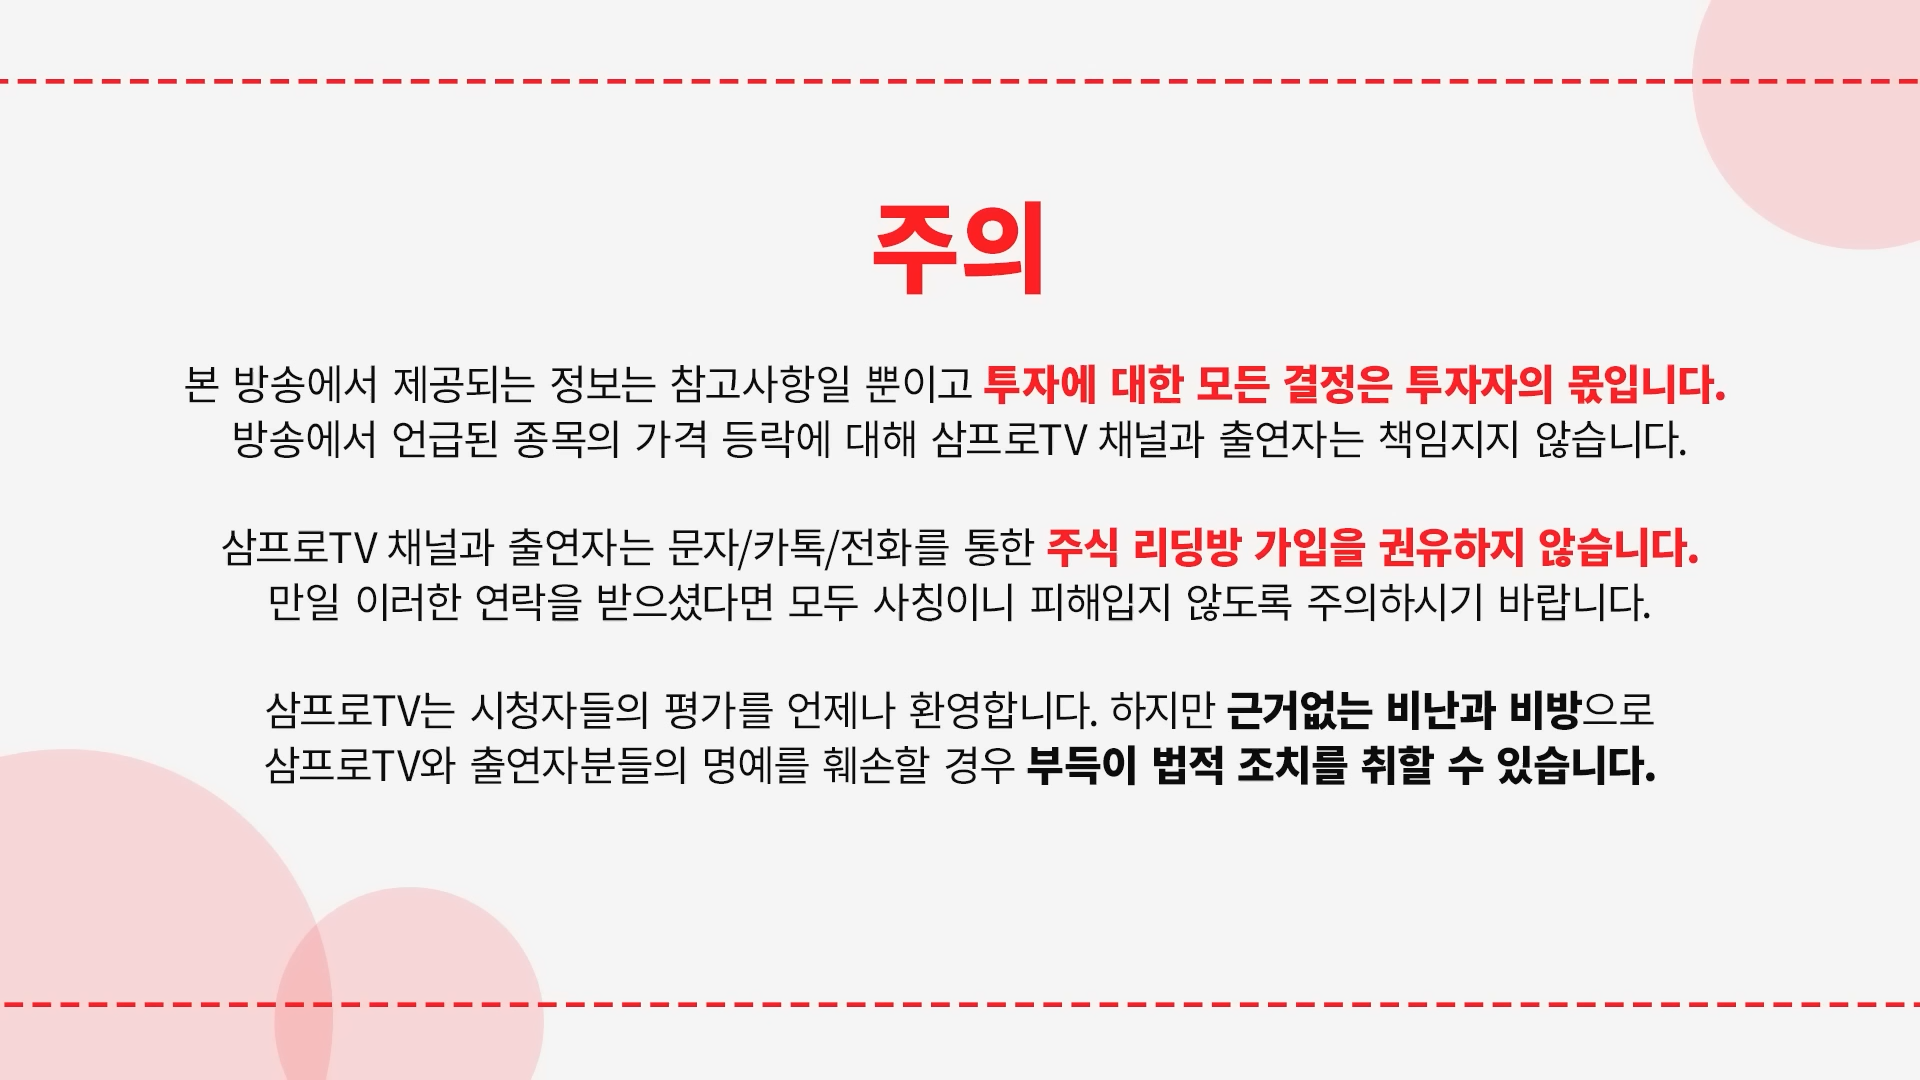 주의
본 방송에서 제공되는 정보는 참고사항일 뿐이고 투자에 대한 모든 결정은 투자자의 몫입니다.
방송에서 언급된 종목의 가격 등락에 대해 삼프로TV 채널과 출연자는 책임지지 않습니다.
삼프로TV 채널과 출연자는 문자/카톡/전화를 통한 주식 리딩방 가입을 권유하지 않습니다.
만일 이러한 연락을 받으셨다면 모두 사칭이니 피해입지 않도록 주의하시기 바랍니다.
삼프로TV는 시청자들의 평가를 언제나 환영합니다. 하지만 근거없는 비난과 비방으로
삼프로TV와 출연자분들의 명예를 훼손할 경우 부득이 법적 조치를 취할 수 있습니다.